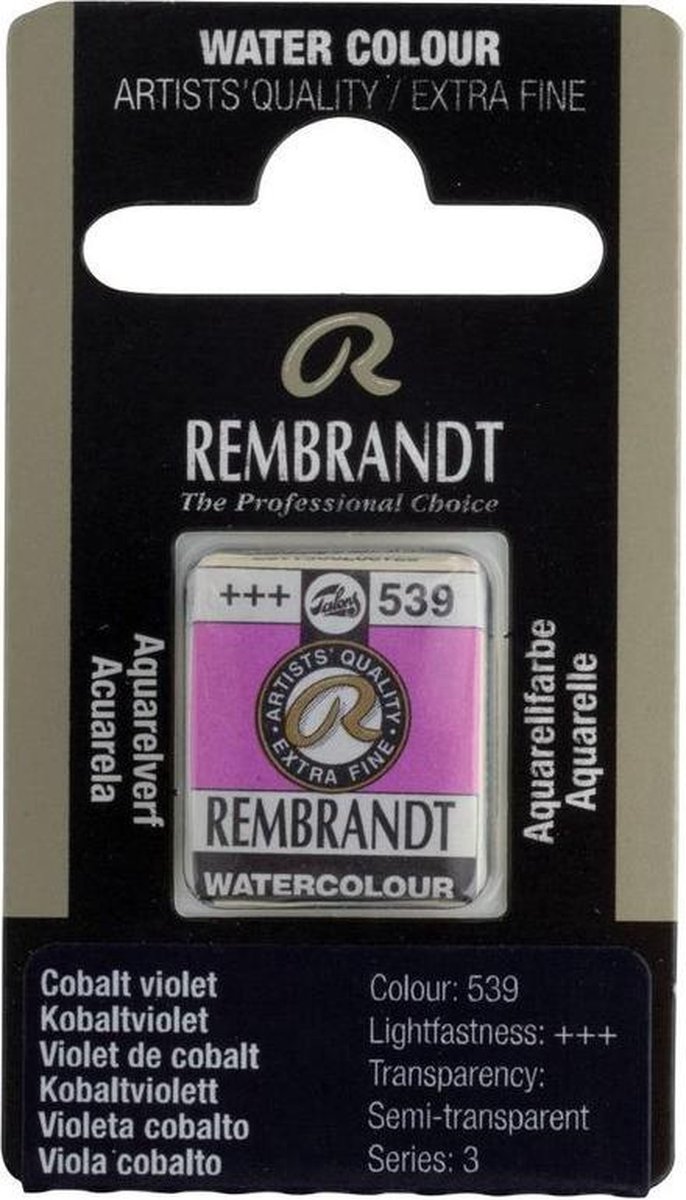 WATER COLOUR
ARTISTS' QUALITY / EXTRA FINE
R
REMBRANDT
The Professional Choice
+++ Talens 539
ARTISTS' QUALITY
R
EXTRA FINE
REMBRANDT
WATERCOLOUR
Aquarelverf
Acuarela
Aquarellfarbe
Aquarelle
Cobalt violet
Kobaltviolet
Violet de cobalt
Kobaltviolett
Violeta cobalto
Viola cobalto
Colour: 539
Lightfastness: +++
Transparency:
Semi-transparent
Series: 3